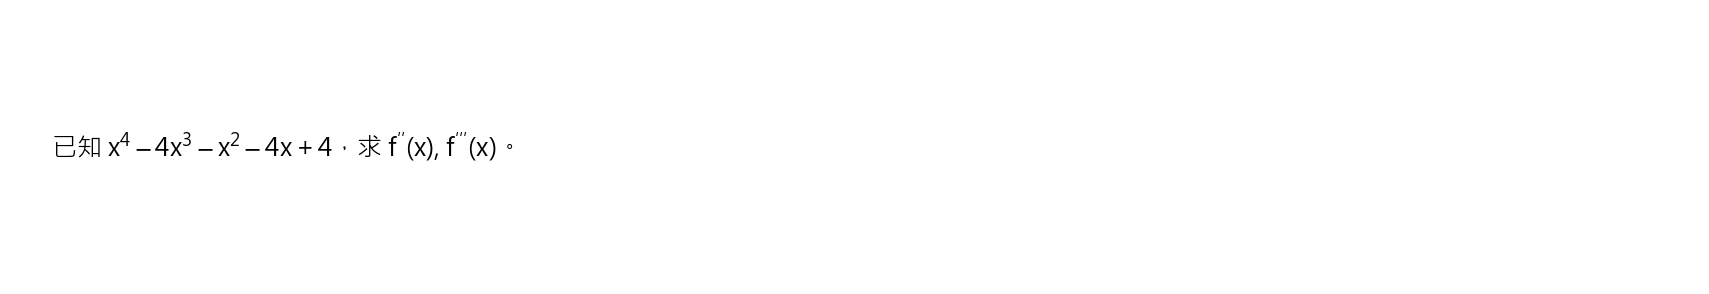 已知 x⁴ – 4x³ – x² – 4x + 4，求 f′′(x), f′′′(x)。